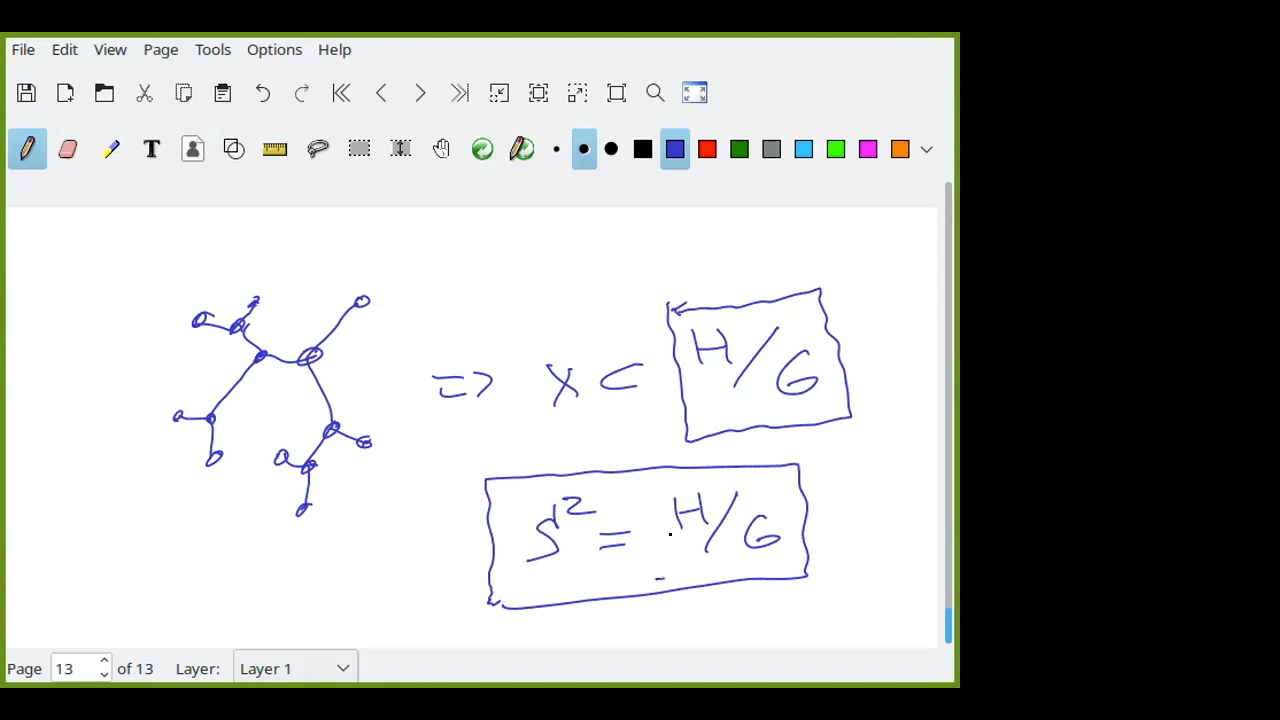 File Edit View Page Tools Options Help
T
=> X ⊂ H/G
S² = H/G
Page 13 of 13 Layer: Layer 1